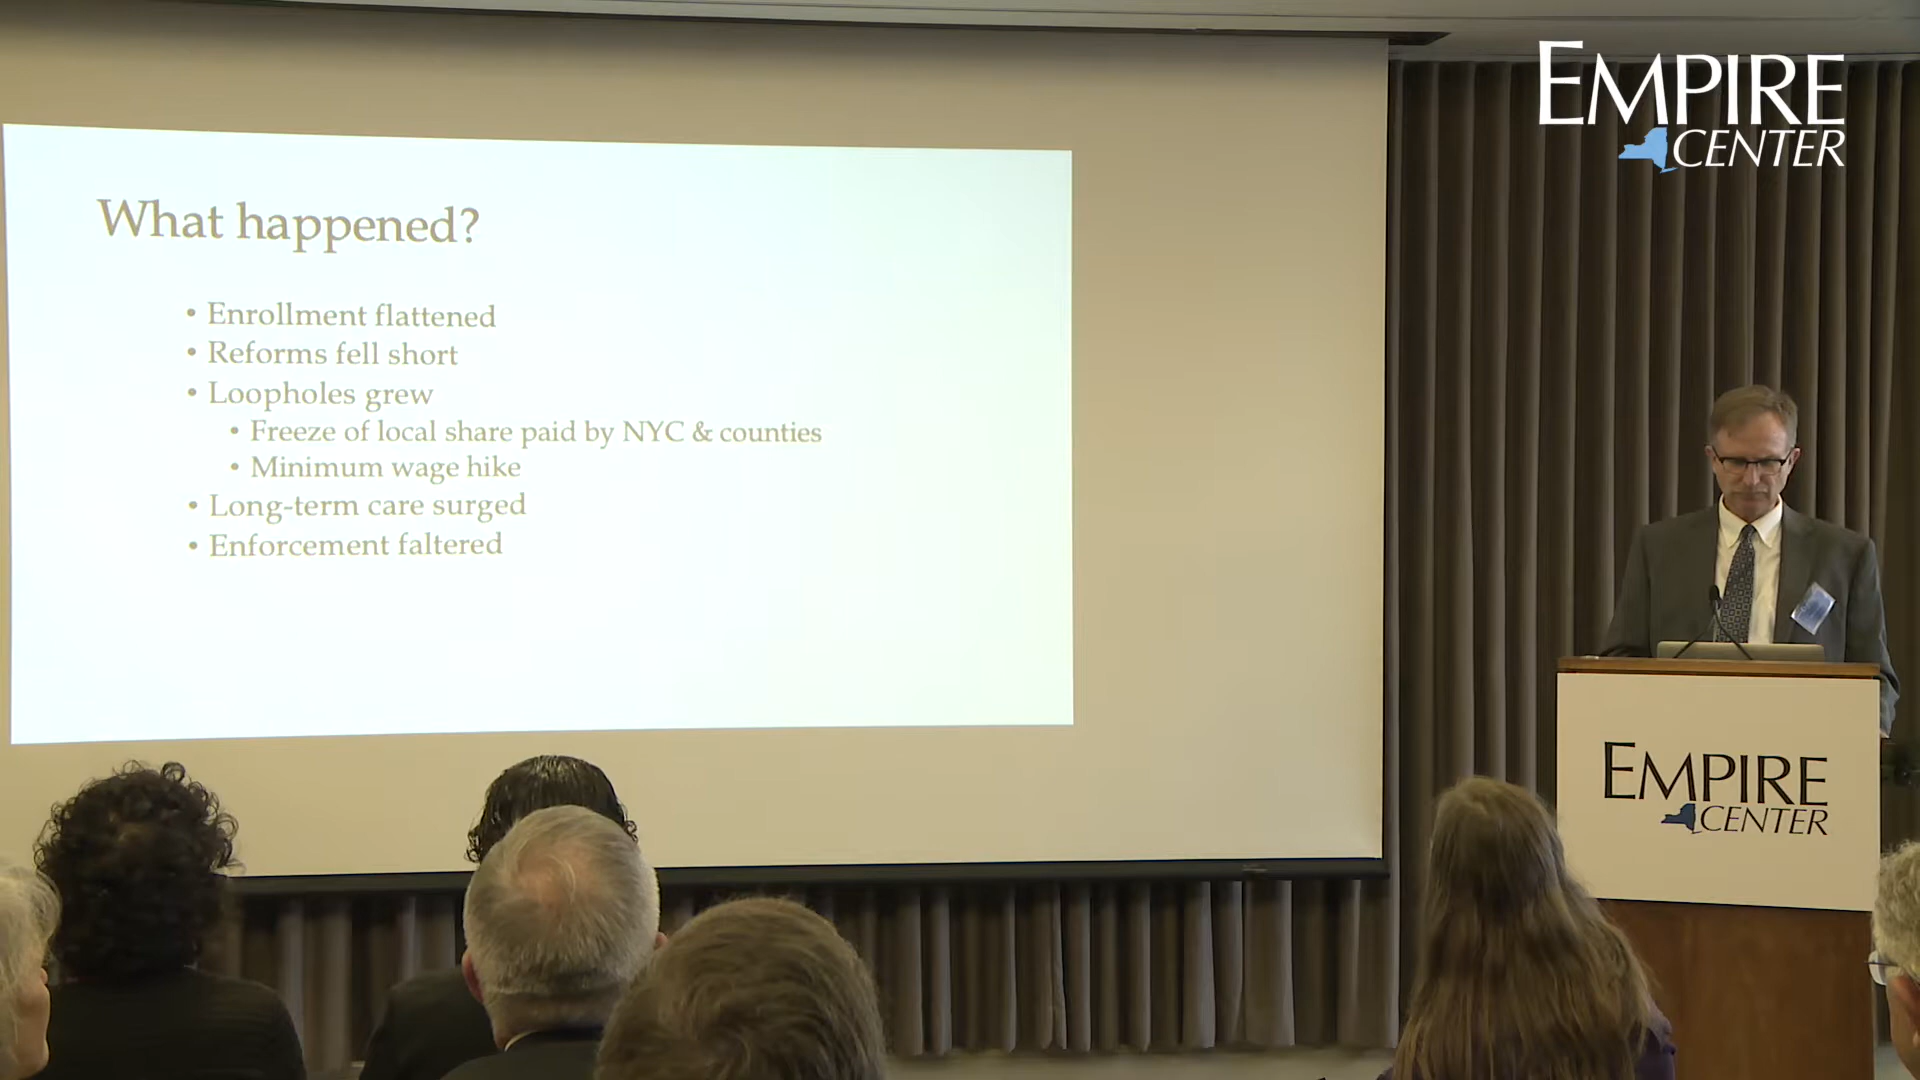 EMPIRE
CENTER
What happened?
• Enrollment flattened
• Reforms fell short
• Loopholes grew
• Freeze of local share paid by NYC & counties
• Minimum wage hike
• Long-term care surged
• Enforcement faltered
EMPIRE
CENTER